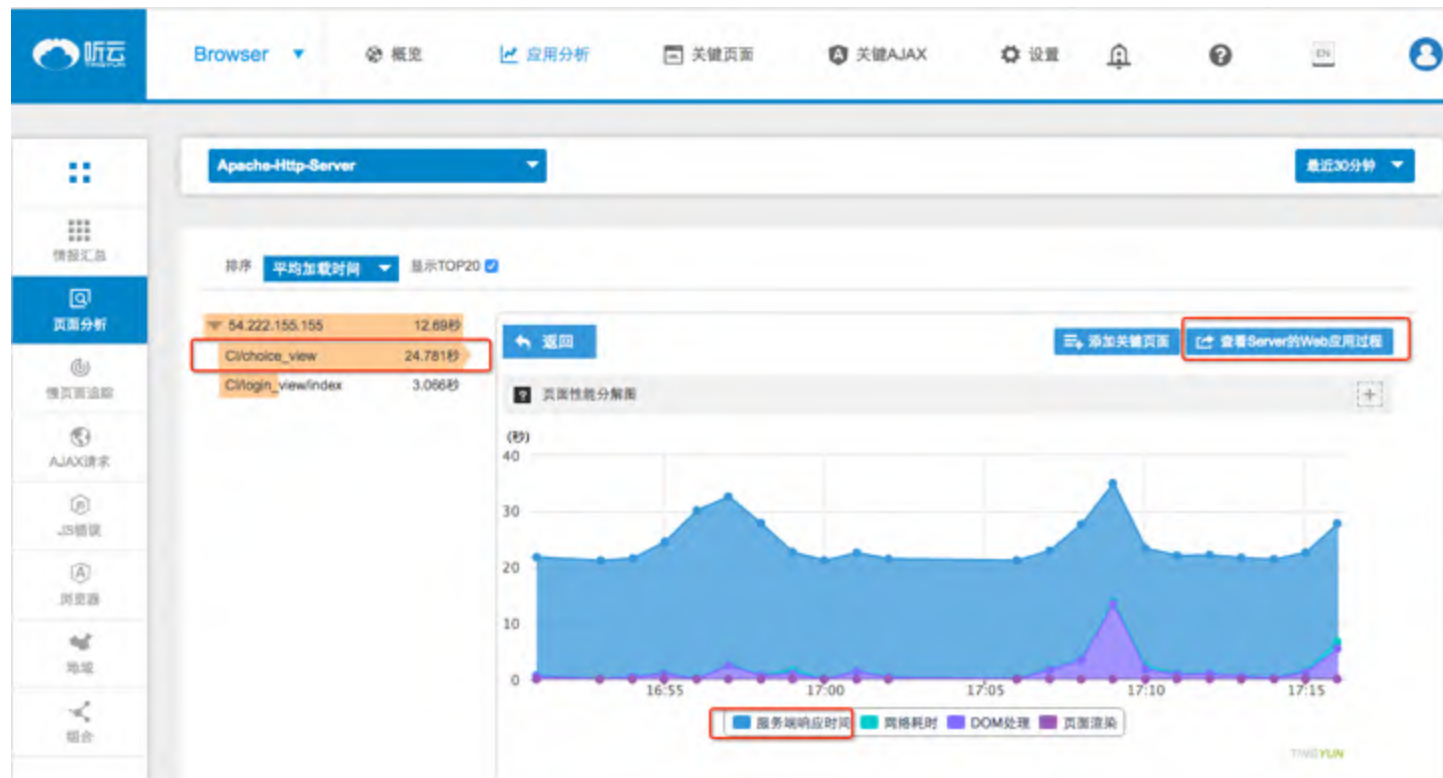 听云 TINGYUN Browser 概览 应用分析 关键页面 关键AJAX 设置 EN
Apache-Http-Server 最近30分钟
情报汇总
页面分析
慢页面追踪
AJAX请求
JS错误
浏览器
地域
组合
排序 平均加载时间 显示TOP20
54.222.155.155 12.69秒
CI/choice_view 24.781秒
CI/login_view/index 3.066秒
返回 添加关键页面 查看Server的Web应用过程
页面性能分解图
(秒)
40
30
20
10
0
16:55 17:00 17:05 17:10 17:15
服务端响应时间 网络耗时 DOM处理 页面渲染
TINGYUN